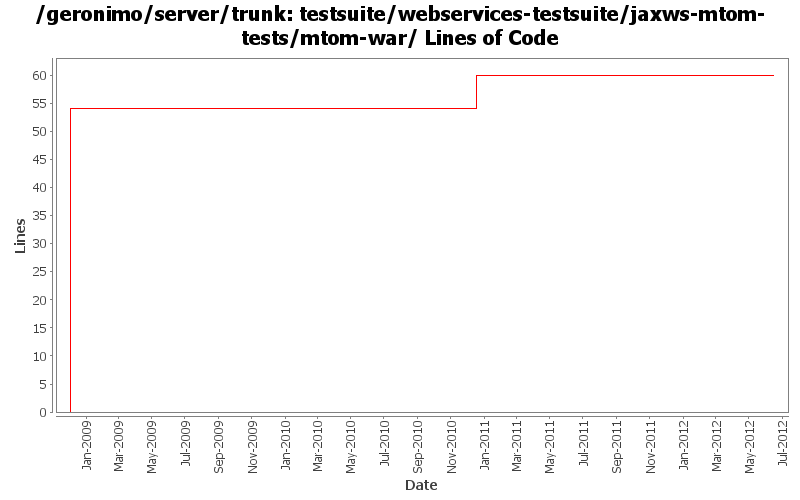 /geronimo/server/trunk: testsuite/webservices-testsuite/jaxws-mtom-
tests/mtom-war/ Lines of Code
60
55
50
45
40
35
30
25
20
15
10
5
0
Lines
Jan-2009
Mar-2009
May-2009
Jul-2009
Sep-2009
Nov-2009
Jan-2010
Mar-2010
May-2010
Jul-2010
Sep-2010
Nov-2010
Jan-2011
Mar-2011
May-2011
Jul-2011
Sep-2011
Nov-2011
Jan-2012
Mar-2012
May-2012
Jul-2012
Date